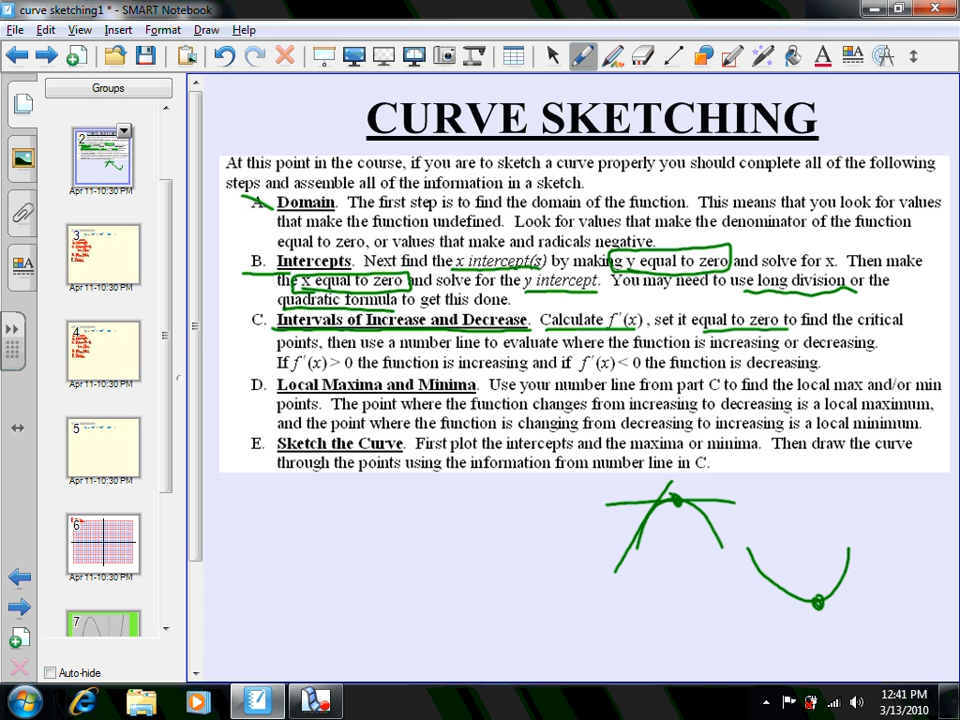 curve sketching1 * - SMART Notebook
File Edit View Insert Format Draw Help
Groups
2
Apr 11-10:30 PM
3
Apr 11-10:30 PM
4
Apr 11-10:30 PM
5
Apr 11-10:30 PM
6
Apr 11-10:30 PM
7
Auto-hide
CURVE SKETCHING
At this point in the course, if you are to sketch a curve properly you should complete all of the following
steps and assemble all of the information in a sketch.
A. Domain. The first step is to find the domain of the function. This means that you look for values
that make the function undefined. Look for values that make the denominator of the function
equal to zero, or values that make and radicals negative.
B. Intercepts. Next find the x intercept(s) by making y equal to zero and solve for x. Then make
the x equal to zero and solve for the y intercept. You may need to use long division or the
quadratic formula to get this done.
C. Intervals of Increase and Decrease. Calculate f'(x), set it equal to zero to find the critical
points, then use a number line to evaluate where the function is increasing or decreasing.
If f'(x) > 0 the function is increasing and if f'(x) < 0 the function is decreasing.
D. Local Maxima and Minima. Use your number line from part C to find the local max and/or min
points. The point where the function changes from increasing to decreasing is a local maximum,
and the point where the function is changing from decreasing to increasing is a local minimum.
E. Sketch the Curve. First plot the intercepts and the maxima or minima. Then draw the curve
through the points using the information from number line in C.
12:41 PM
3/13/2010